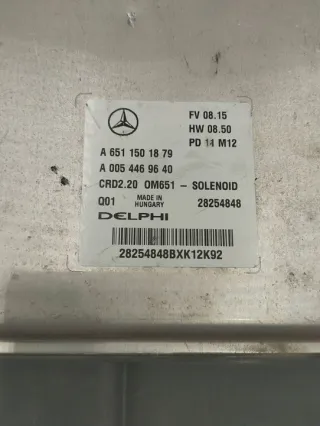 FV 08.15
HW 08.50
PD 11 M12
A 651 150 18 79
A 005 446 96 40
CRD2.20 OM651 - SOLENOID
Q01 MADE IN HUNGARY 28254848
DELPHI
28254848BXK12K92